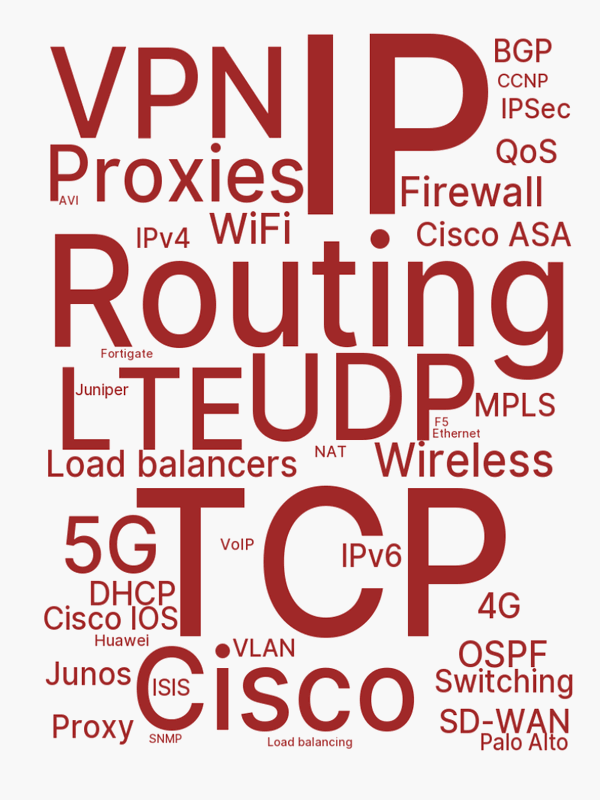 VPN
IP
BGP
CCNP
IPSec
QoS
Proxies
AVI
Firewall
IPv4
WiFi
Cisco ASA
Routing
Fortigate
LTE
Juniper
UDP
MPLS
F5
Ethernet
NAT
Load balancers
Wireless
TCP
5G
VoIP
IPv6
DHCP
4G
Cisco IOS
Huawei
VLAN
OSPF
Junos
ISIS
Cisco
Switching
Proxy
SD-WAN
SNMP
Load balancing
Palo Alto